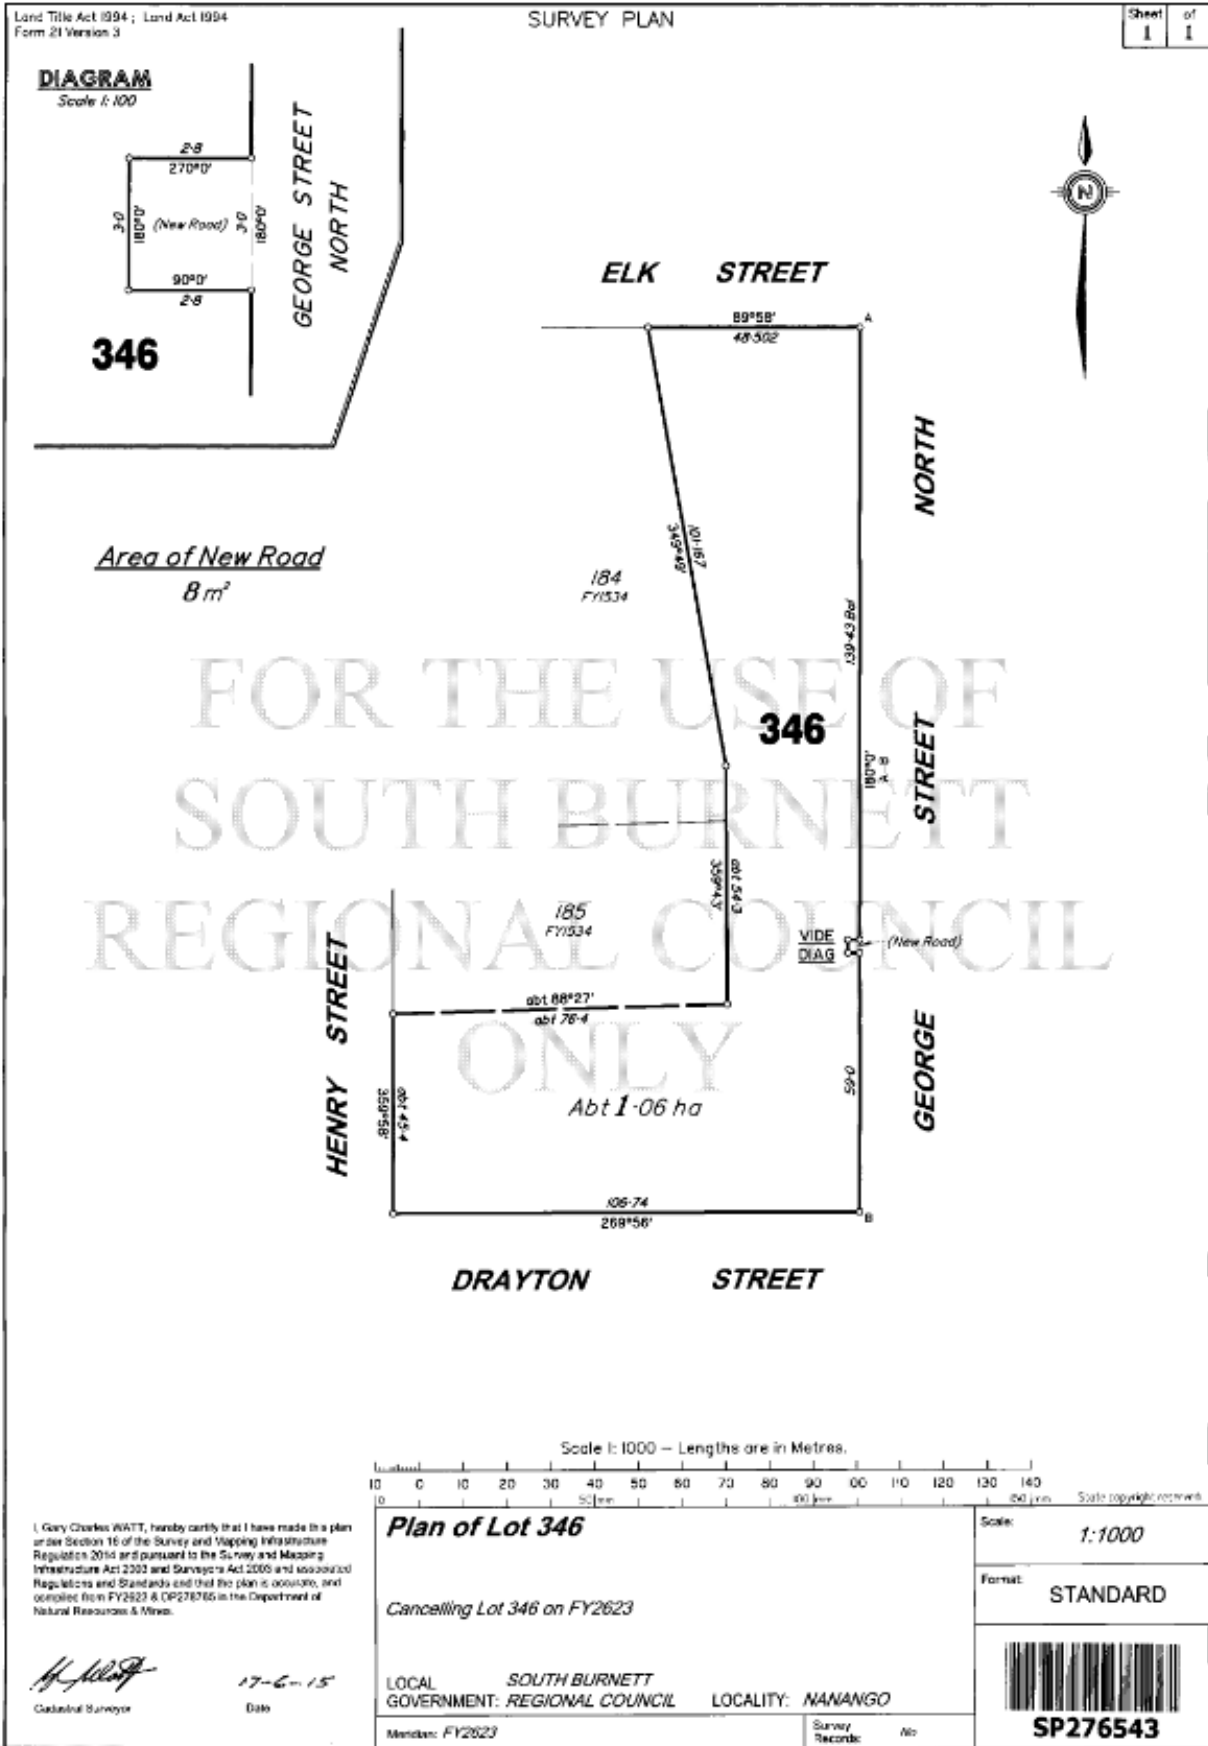 Land Title Act 1994 ; Land Act 1994
Form 21 Version 3
SURVEY PLAN
Sheet of
1 1
DIAGRAM
Scale 1: 100
2·8
270°0'
3·0
180°0'
(New Road)
3·0
180°0'
90°0'
2·8
346
GEORGE STREET
NORTH
N
ELK STREET
89°58'
48·502
A
101·167
349°49'
NORTH
Area of New Road
8 m²
184
FY1534
139·43 Bal
346
180°0'
A - B
STREET
FOR THE USE OF
SOUTH BURNETT
REGIONAL COUNCIL
ONLY
abt 54·3
359°43'
185
FY1534
VIDE
DIAG
(New Road)
HENRY STREET
abt 88°27'
abt 76·4
GEORGE
59·0
abt 45·4
359°58'
Abt 1·06 ha
106·74
269°56'
B
DRAYTON STREET
Scale 1: 1000 – Lengths are in Metres.
10 0 10 20 30 40 50 60 70 80 90 00 110 120 130 140
0 50 mm 100 mm 150 mm
State copyright reserved.
I, Gary Charles WATT, hereby certify that I have made this plan
under Section 16 of the Survey and Mapping Infrastructure
Regulation 2014 and pursuant to the Survey and Mapping
Infrastructure Act 2003 and Surveyors Act 2003 and associated
Regulations and Standards and that the plan is accurate, and
compiled from FY2623 & in the Department of
Natural Resources & Mines.
17-6-15
Cadastral Surveyor Date
Plan of Lot 346
Cancelling Lot 346 on FY2623
LOCAL SOUTH BURNETT
GOVERNMENT: REGIONAL COUNCIL LOCALITY: NANANGO
Meridian: FY2623
Survey
Records: No
Scale:
1:1000
Format:
STANDARD
SP276543